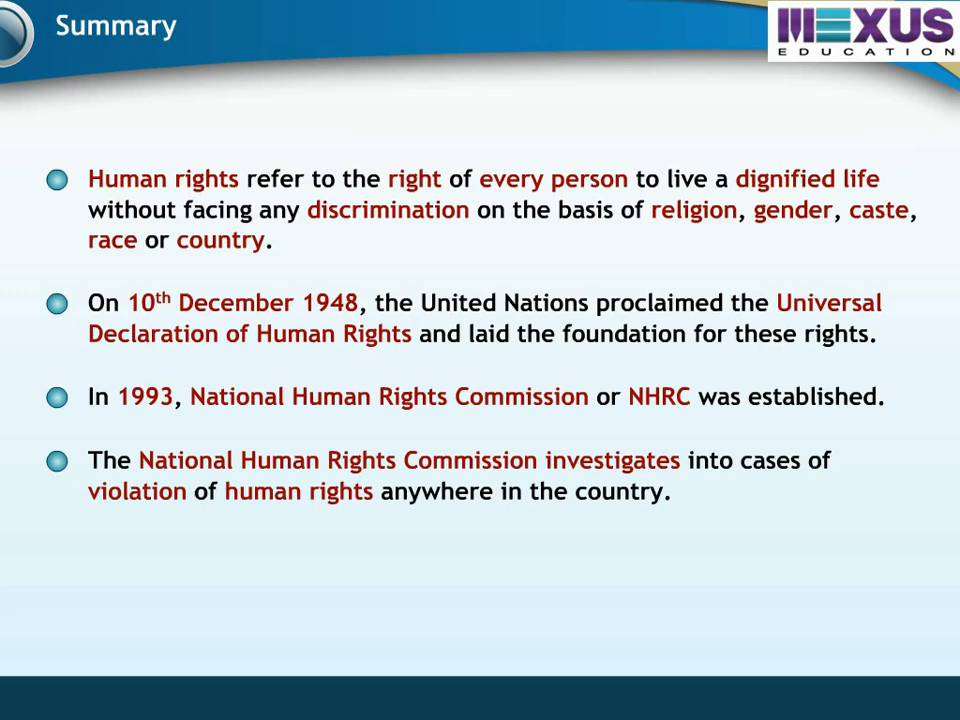 Summary
MEXUS
EDUCATION
Human rights refer to the right of every person to live a dignified life
without facing any discrimination on the basis of religion, gender, caste,
race or country.
On 10th December 1948, the United Nations proclaimed the Universal
Declaration of Human Rights and laid the foundation for these rights.
In 1993, National Human Rights Commission or NHRC was established.
The National Human Rights Commission investigates into cases of
violation of human rights anywhere in the country.